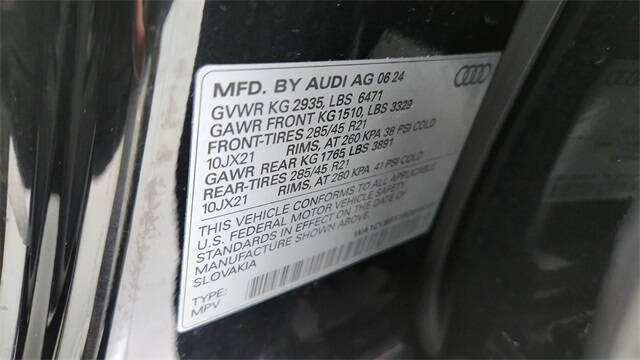 MFD. BY AUDI AG 06 24
GVWR KG 2935, LBS 6471
GAWR FRONT KG1510, LBS 3329
FRONT-TIRES 285/45 R21
10JX21 RIMS, AT 260 KPA 38 PSI COLD
GAWR REAR KG 1765 LBS 3891
REAR-TIRES 285/45 R21
10JX21 RIMS, AT 280 KPA 41 PSI COLD
THIS VEHICLE CONFORMS TO ALL APPLICABLE
U.S. FEDERAL MOTOR VEHICLE SAFETY
STANDARDS IN EFFECT ON THE DATE OF
MANUFACTURE SHOWN ABOVE.
SLOVAKIA
TYPE:
MPV